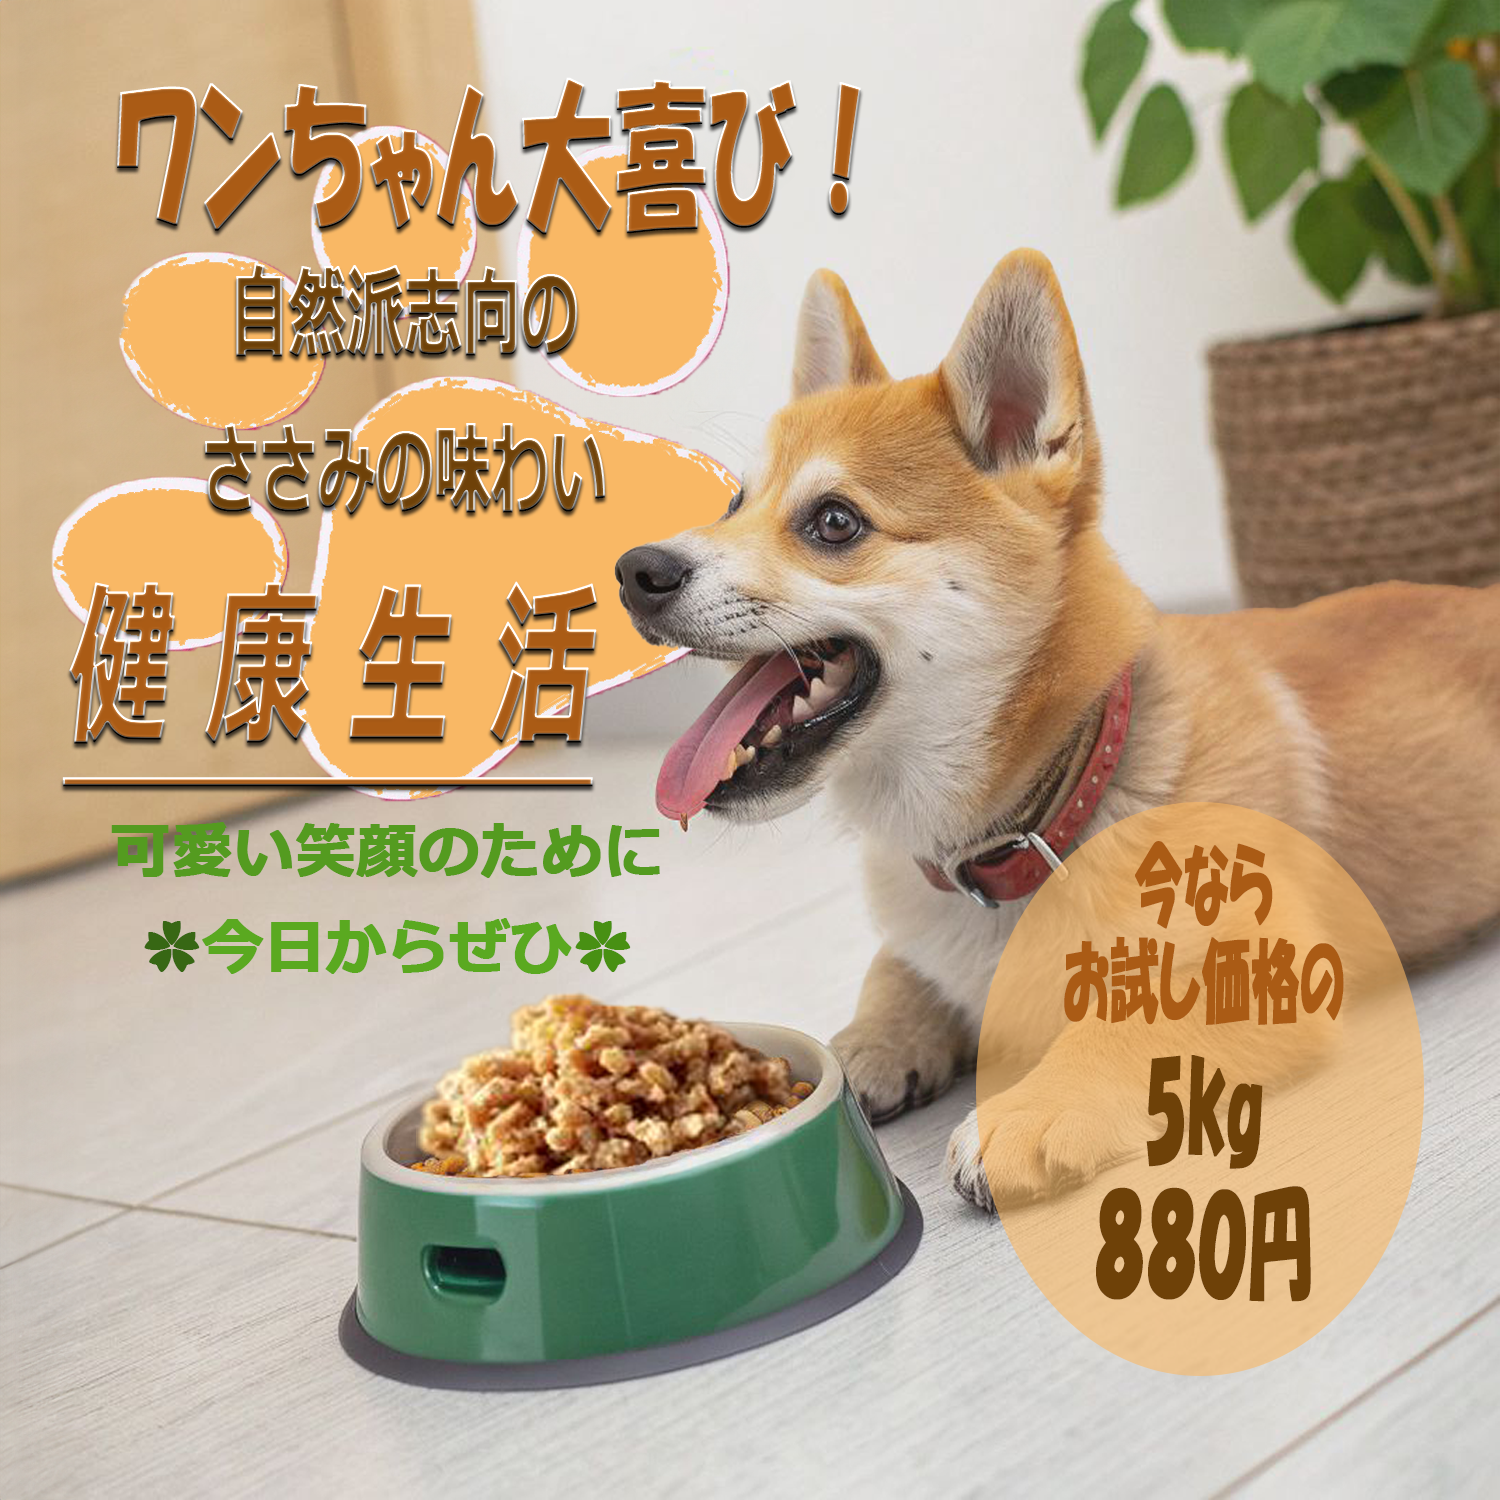 ワンちゃん大喜び！
自然派志向の
ささみの味わい
健康生活
可愛い笑顔のために
🍀今日からぜひ🍀
今なら
お試し価格の
5kg
880円